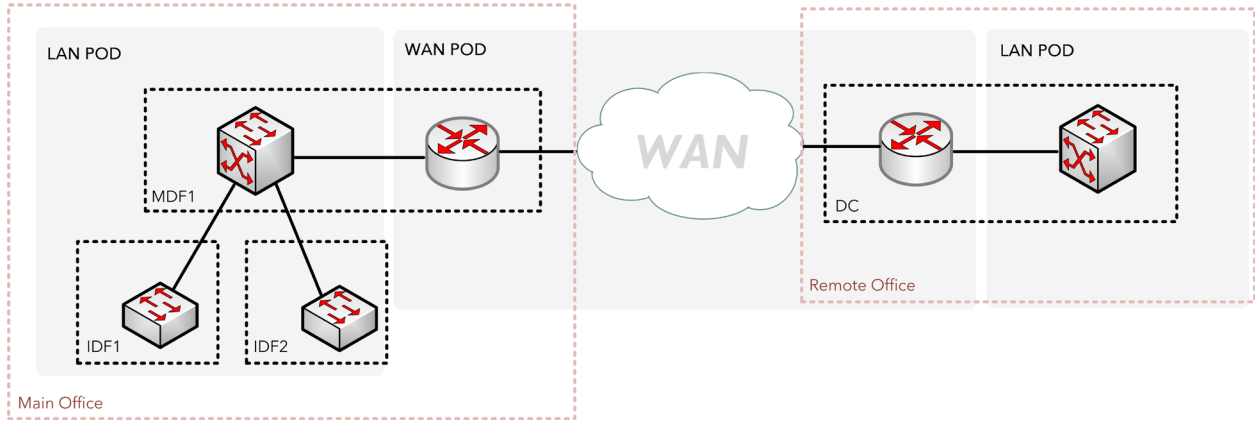 LAN POD
WAN POD
LAN POD
WAN
MDF1
DC
IDF1
IDF2
Remote Office
Main Office